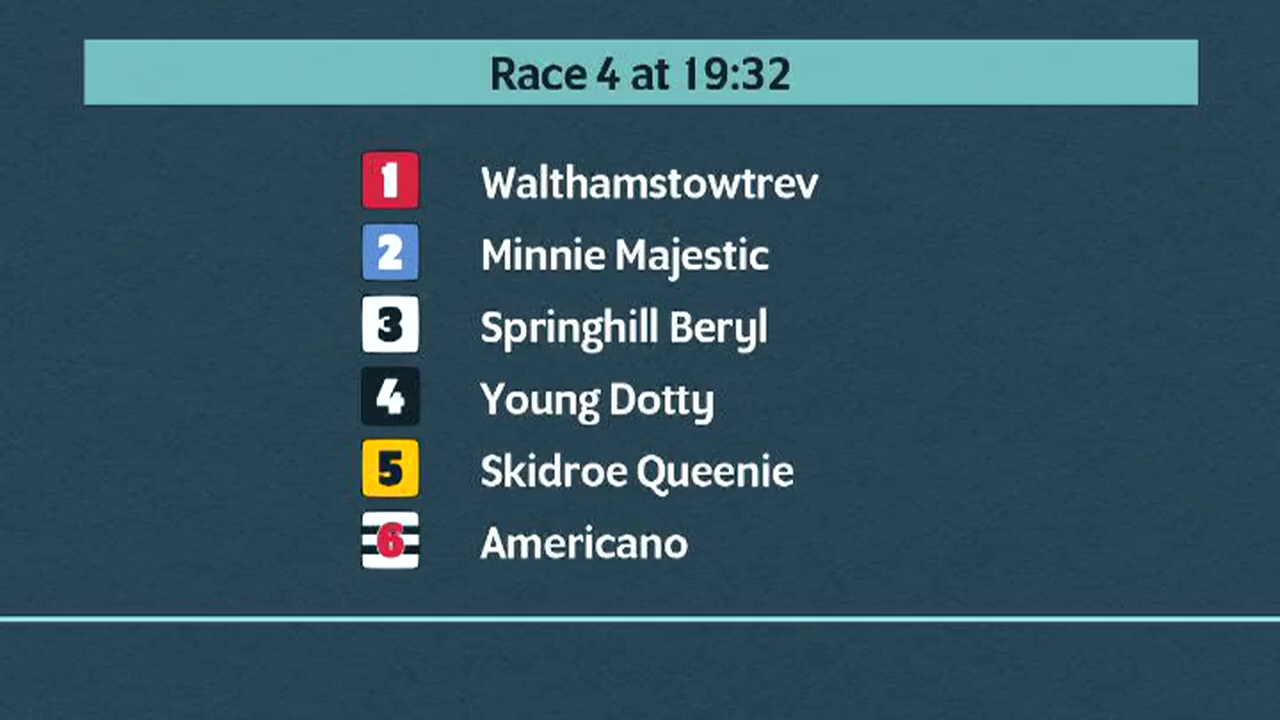 Race 4 at 19:32
1 Walthamstowtrev
2 Minnie Majestic
3 Springhill Beryl
4 Young Dotty
5 Skidroe Queenie
6 Americano